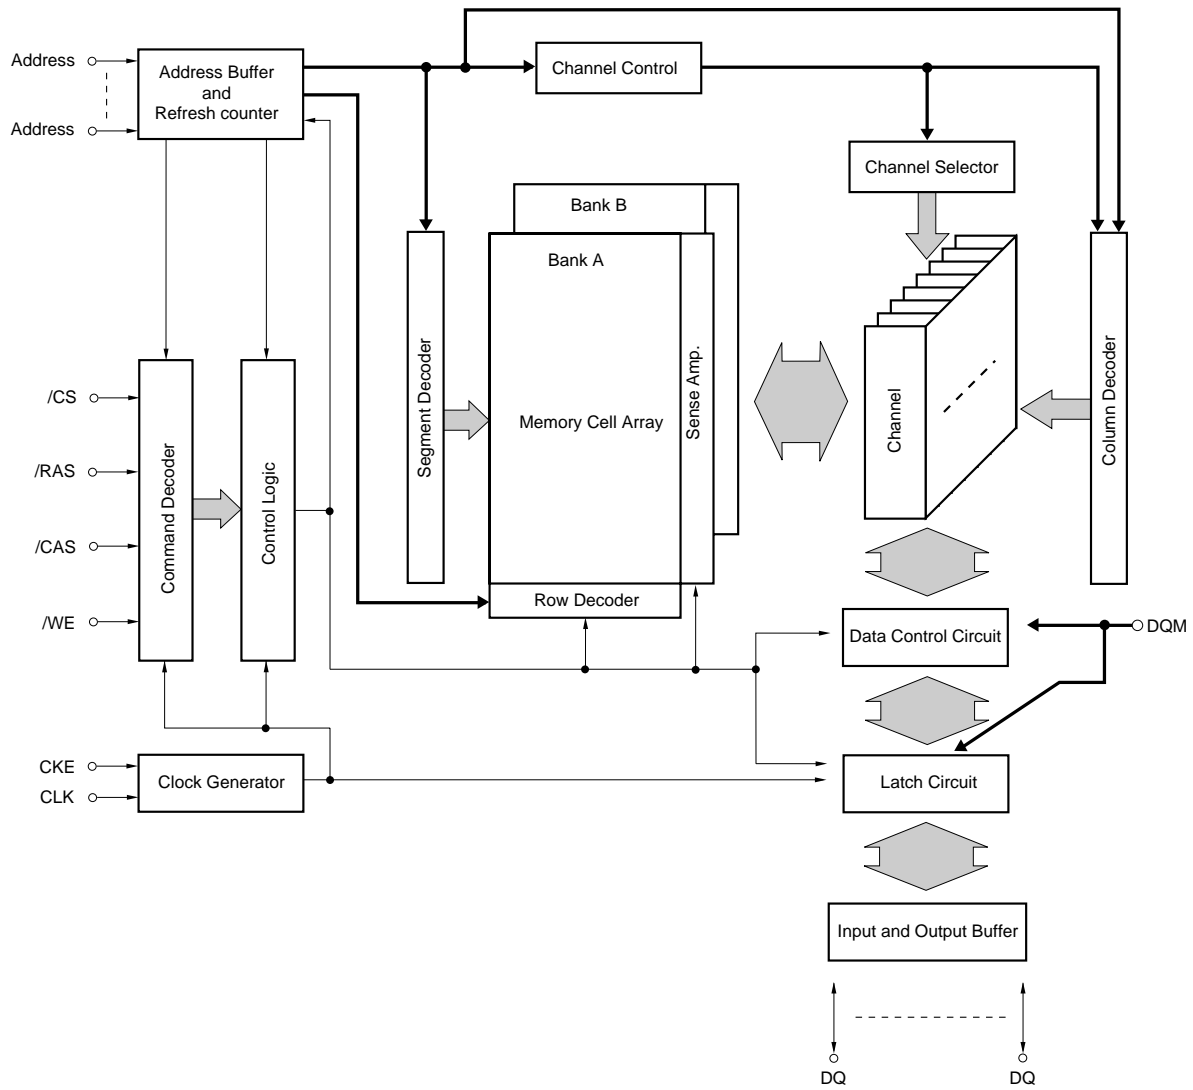 Address
Address Buffer
and
Refresh counter
Channel Control
Address
Channel Selector
Bank B
Bank A
Segment Decoder
Memory Cell Array
Sense Amp.
Channel
Column Decoder
/CS
/RAS
/CAS
/WE
Command Decoder
Control Logic
Row Decoder
Data Control Circuit
DQM
CKE
CLK
Clock Generator
Latch Circuit
Input and Output Buffer
DQ
DQ